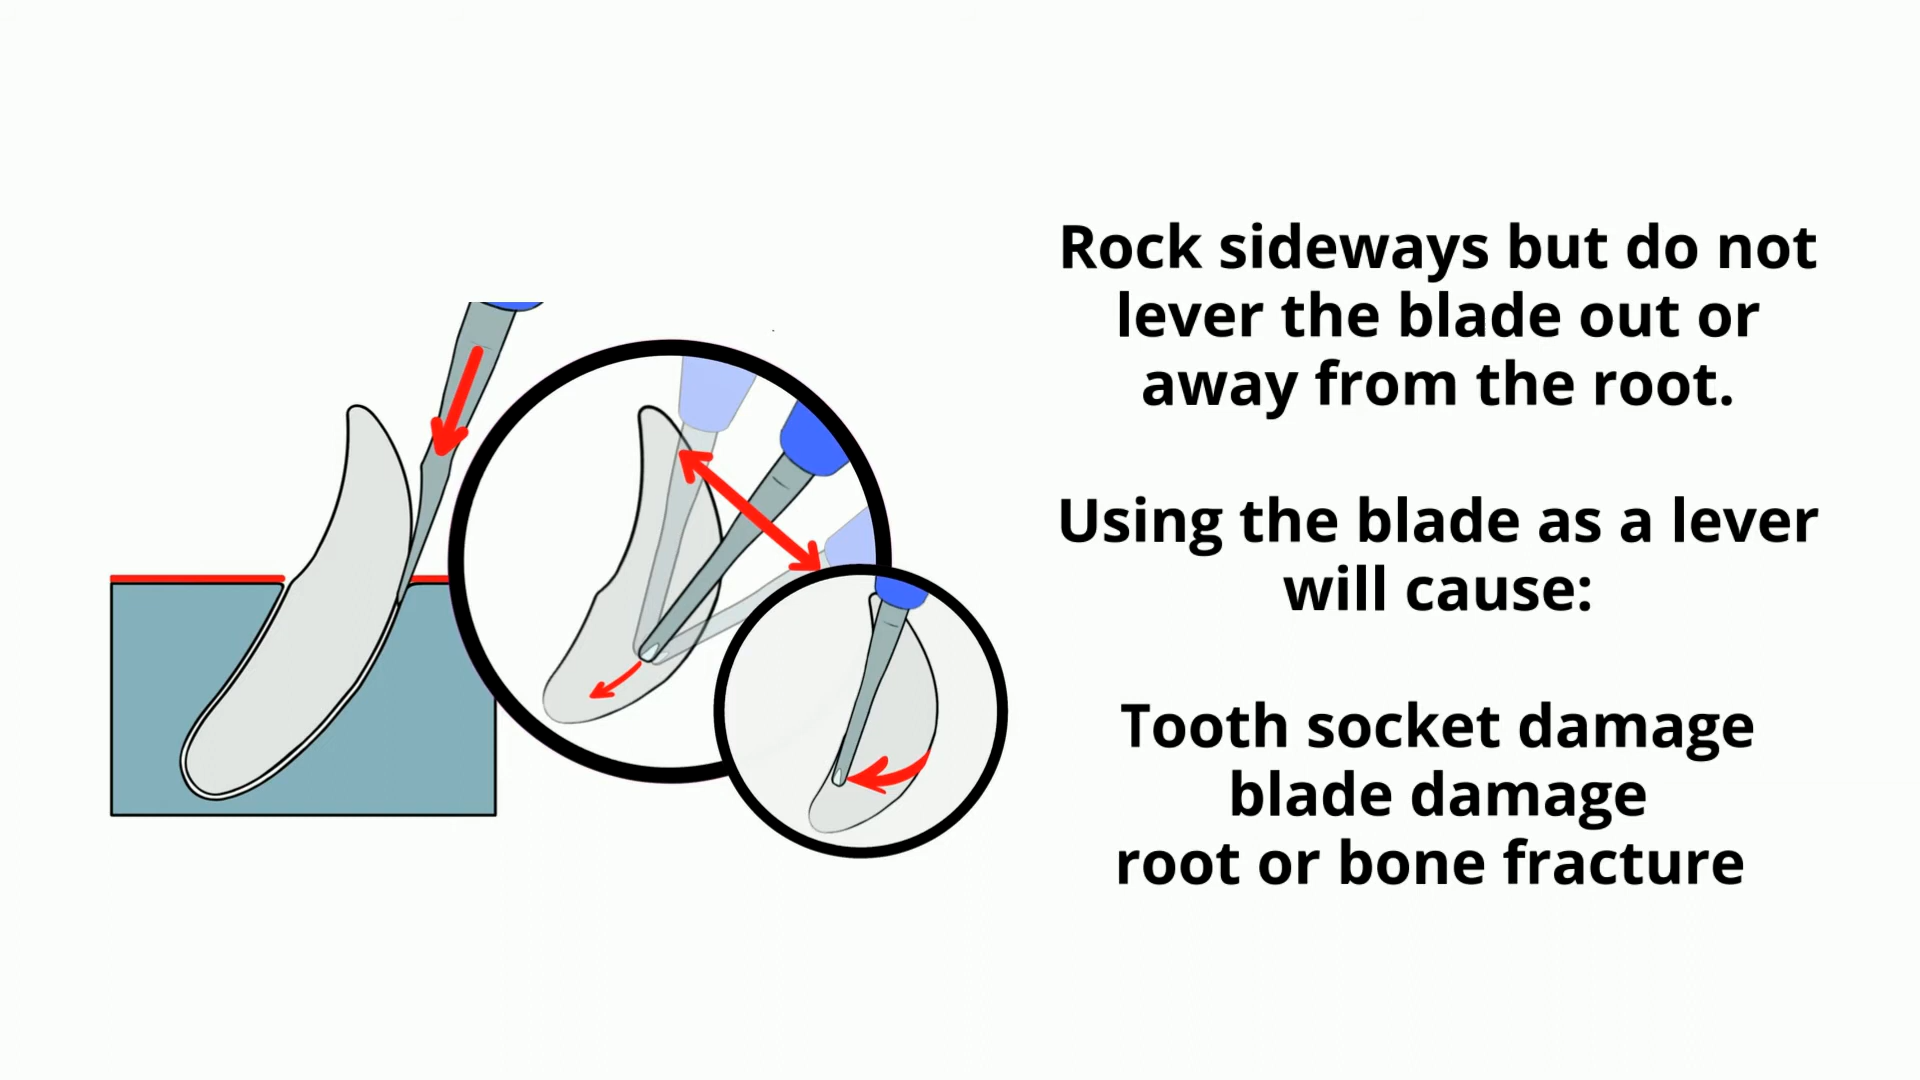 Rock sideways but do not
lever the blade out or
away from the root.
Using the blade as a lever
will cause:
Tooth socket damage
blade damage
root or bone fracture